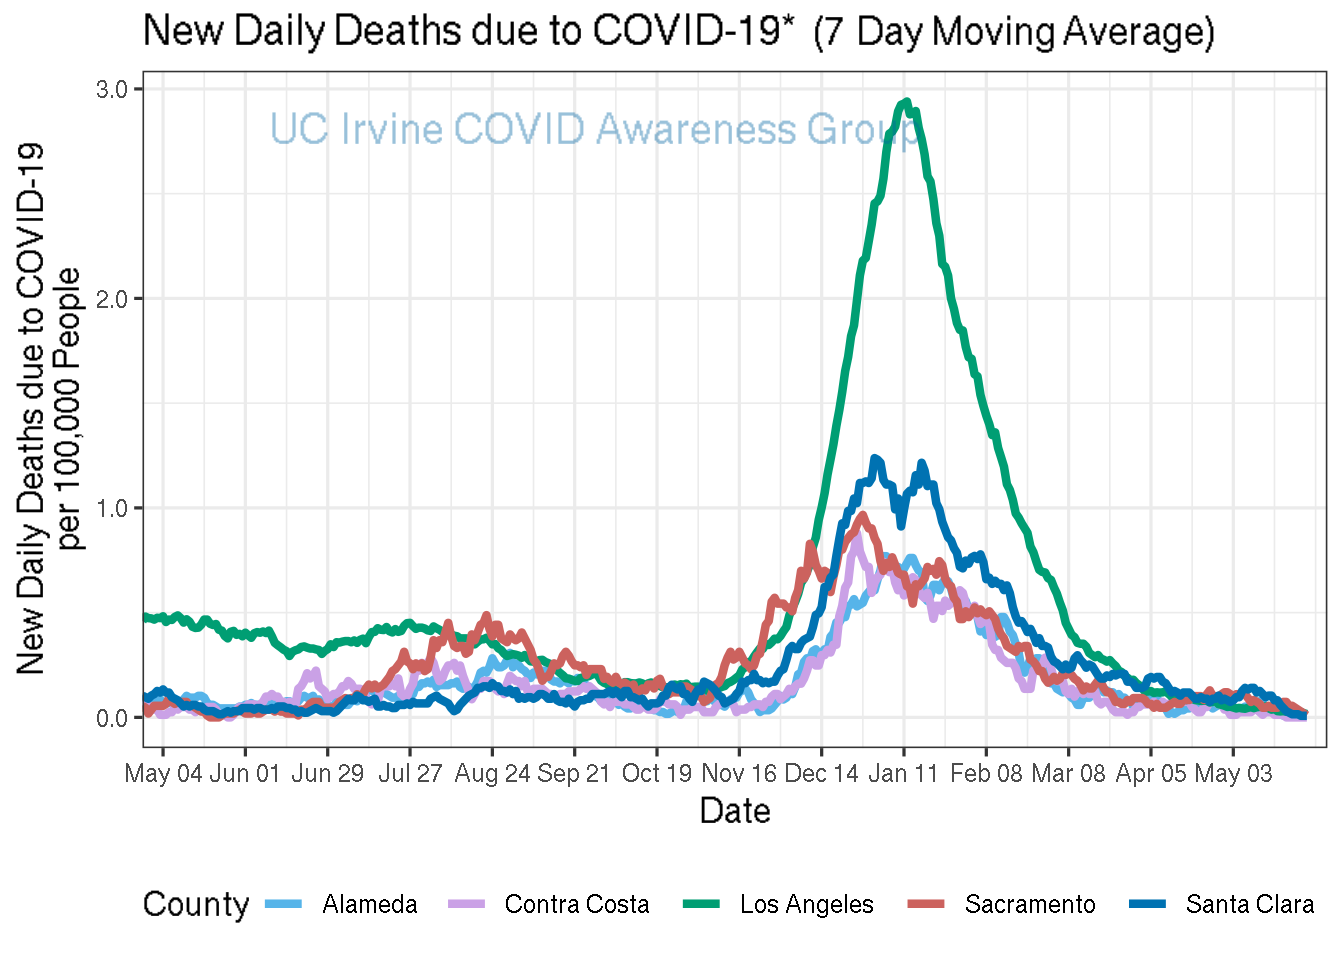 New Daily Deaths due to COVID-19* (7 Day Moving Average)
UC Irvine COVID Awareness Group
New Daily Deaths due to COVID-19
per 100,000 People
3.0
2.0
1.0
0.0
May 04 Jun 01 Jun 29 Jul 27 Aug 24 Sep 21 Oct 19 Nov 16 Dec 14 Jan 11 Feb 08 Mar 08 Apr 05 May 03
Date
County Alameda Contra Costa Los Angeles Sacramento Santa Clara